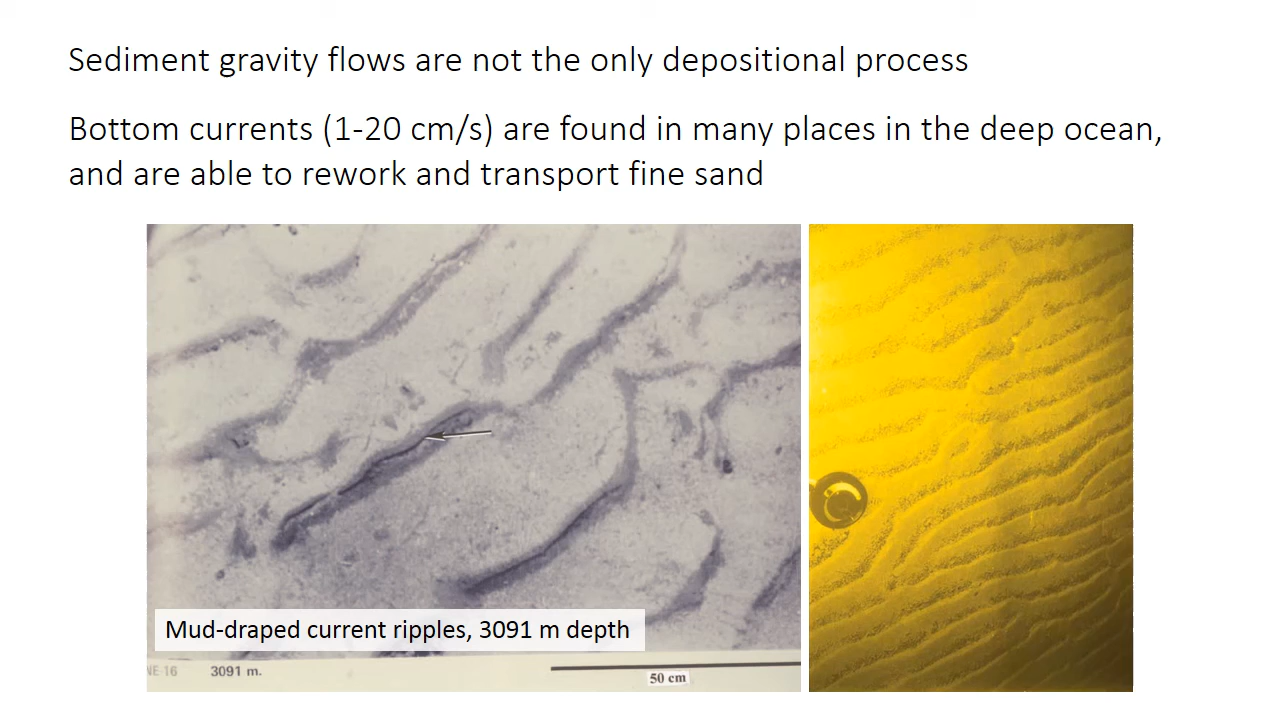 Sediment gravity flows are not the only depositional process
Bottom currents (1-20 cm/s) are found in many places in the deep ocean,
and are able to rework and transport fine sand
Mud-draped current ripples, 3091 m depth
NE-16 3091 m.
50 cm